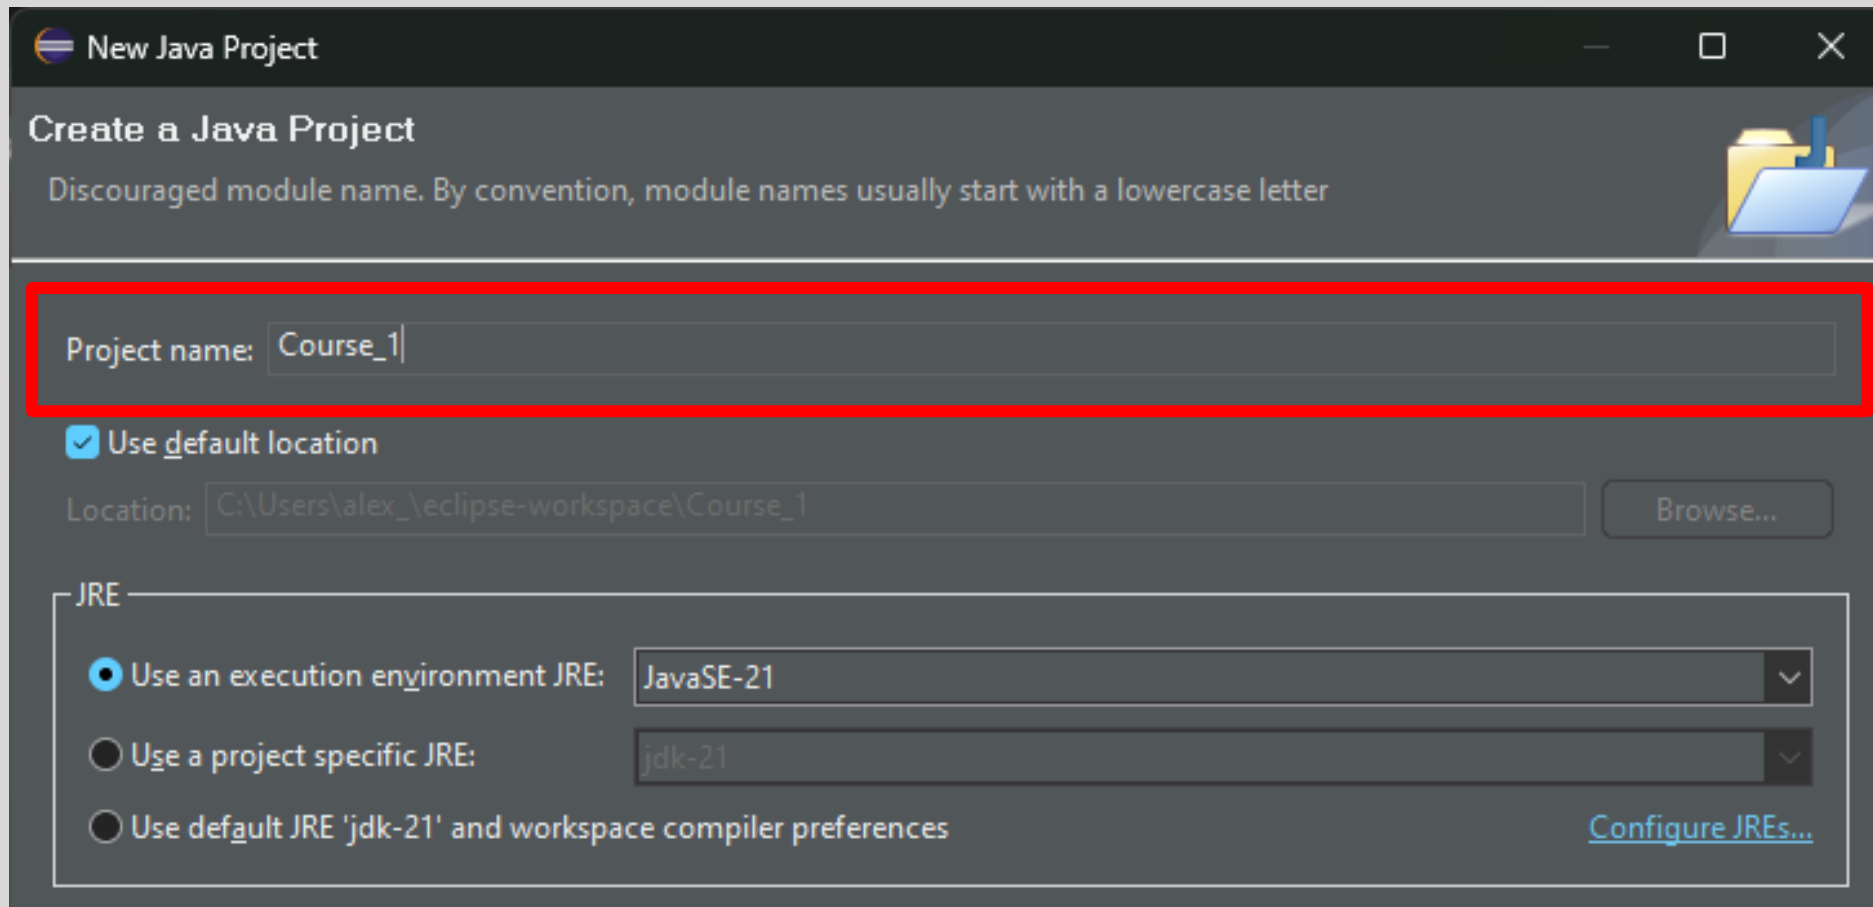 New Java Project
Create a Java Project
Discouraged module name. By convention, module names usually start with a lowercase letter
Project name: Course_1
Use default location
Location: C:\Users\alex_\eclipse-workspace\Course_1 Browse...
JRE
Use an execution environment JRE: JavaSE-21
Use a project specific JRE: jdk-21
Use default JRE 'jdk-21' and workspace compiler preferences Configure JREs...